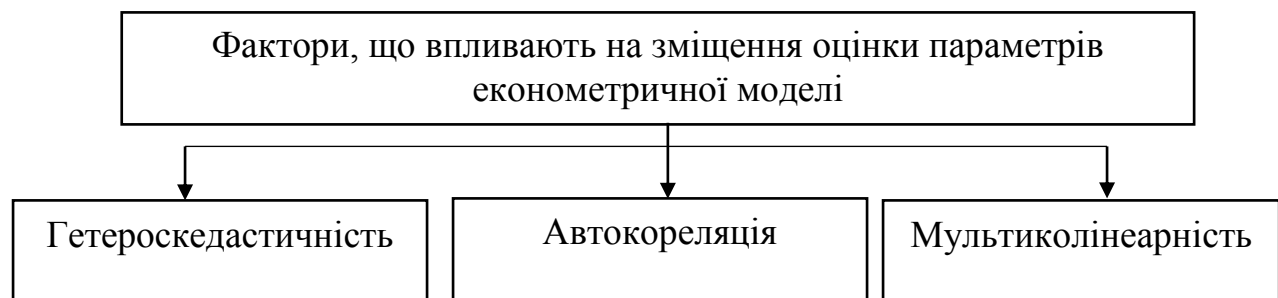 Фактори, що впливають на зміщення оцінки параметрів
економетричної моделі
Гетероскедастичність
Автокореляція
Мультиколінеарність